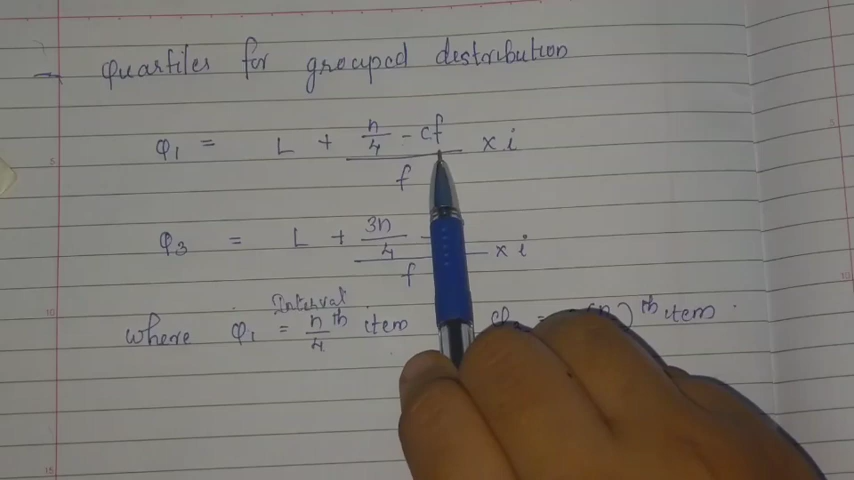 → Quartiles for grouped distribution
Q₁ = L + (n/4 - cf)/f × i
Q₃ = L + (3n/4 -)/f × i
Interval
where Q₁ = n/4 th item th item